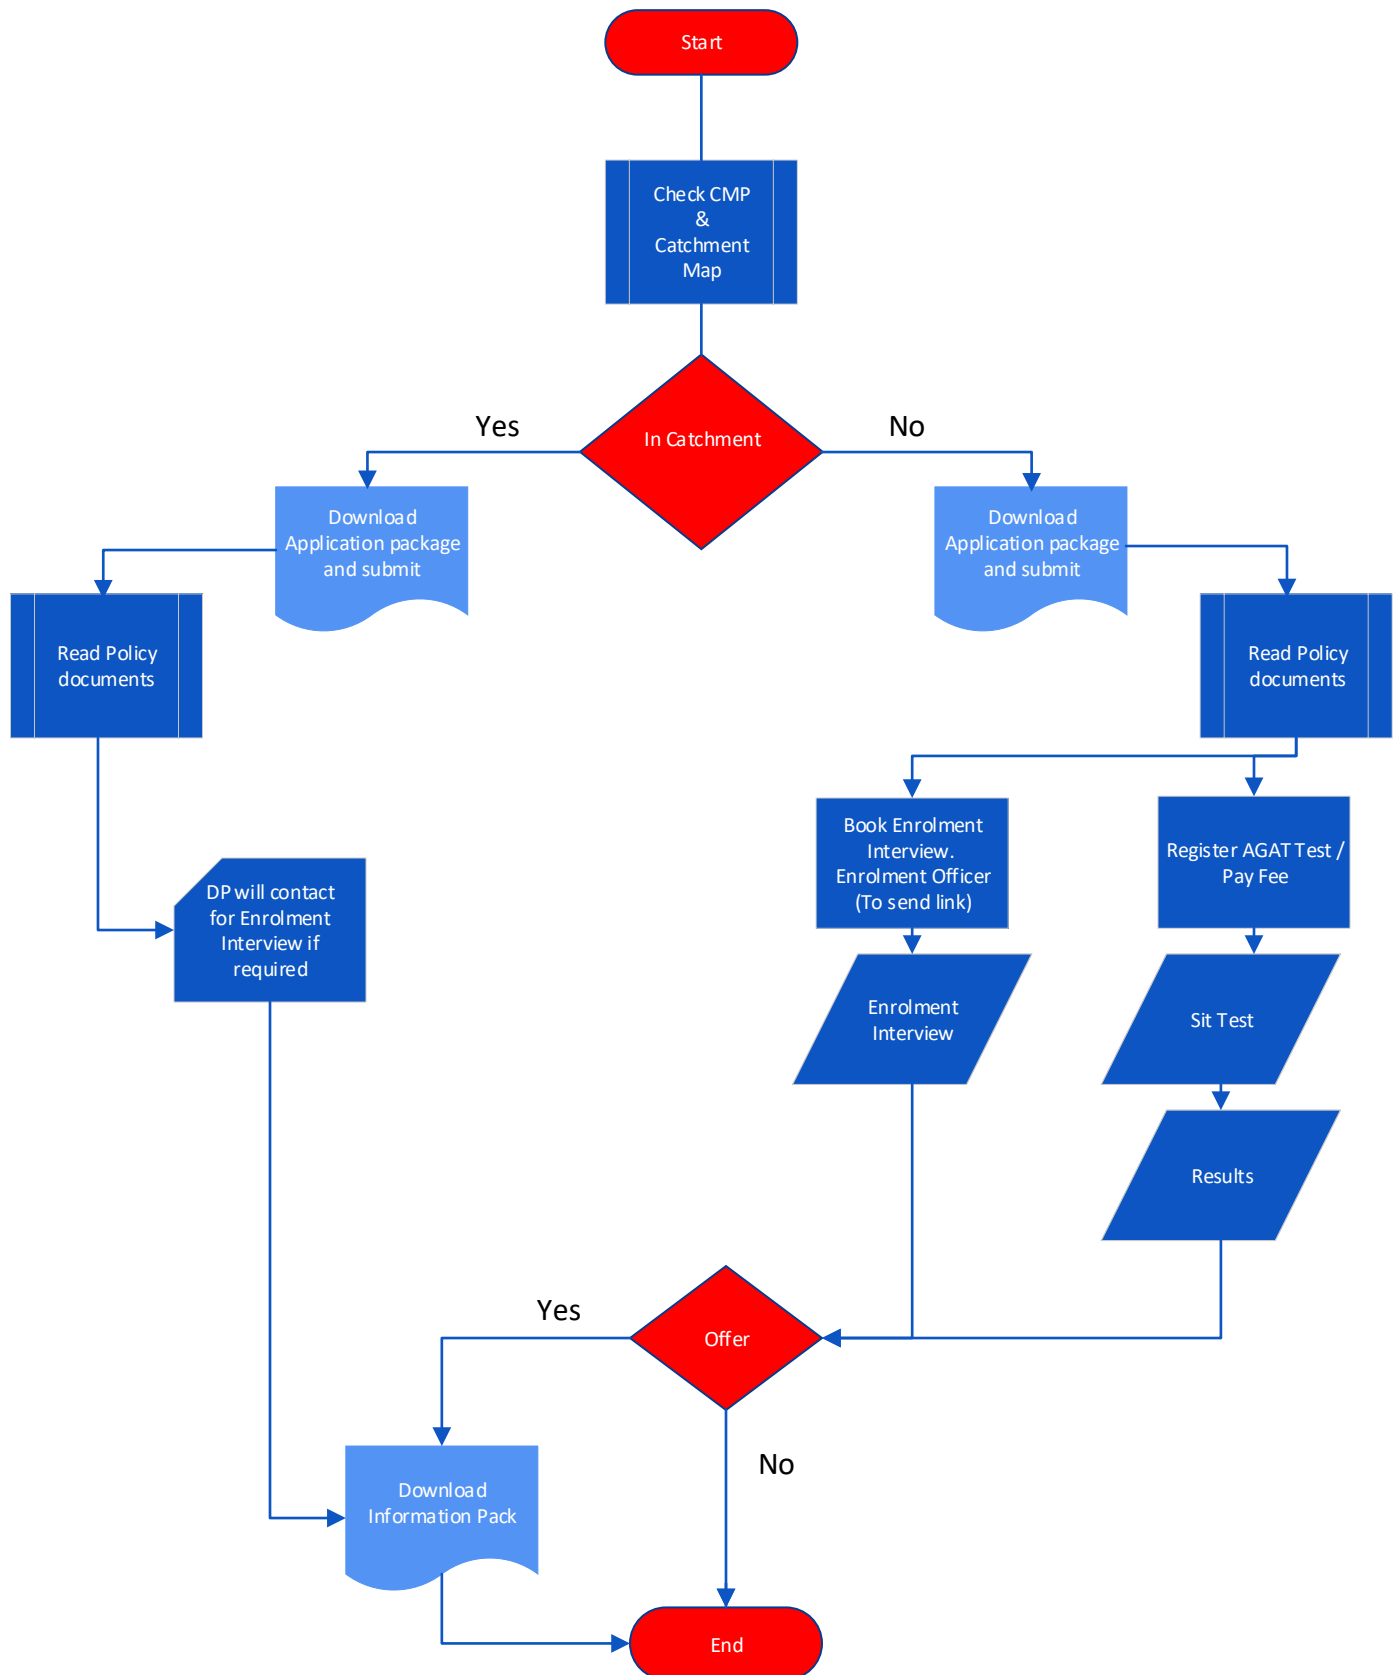 Start
Check CMP
&
Catchment
Map
In Catchment
Yes
No
Download
Application package
and submit
Download
Application package
and submit
Read Policy
documents
Read Policy
documents
Book Enrolment
Interview.
Enrolment Officer
(To send link)
Register AGAT Test /
Pay Fee
DP will contact
for Enrolment
Interview if
required
Enrolment
Interview
Sit Test
Results
Yes
Offer
No
Download
Information Pack
End